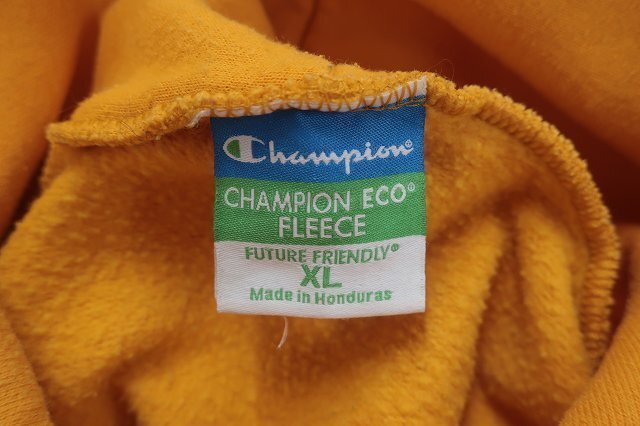 Champion®
CHAMPION ECO®
FLEECE
FUTURE FRIENDLY®
XL
Made in Honduras